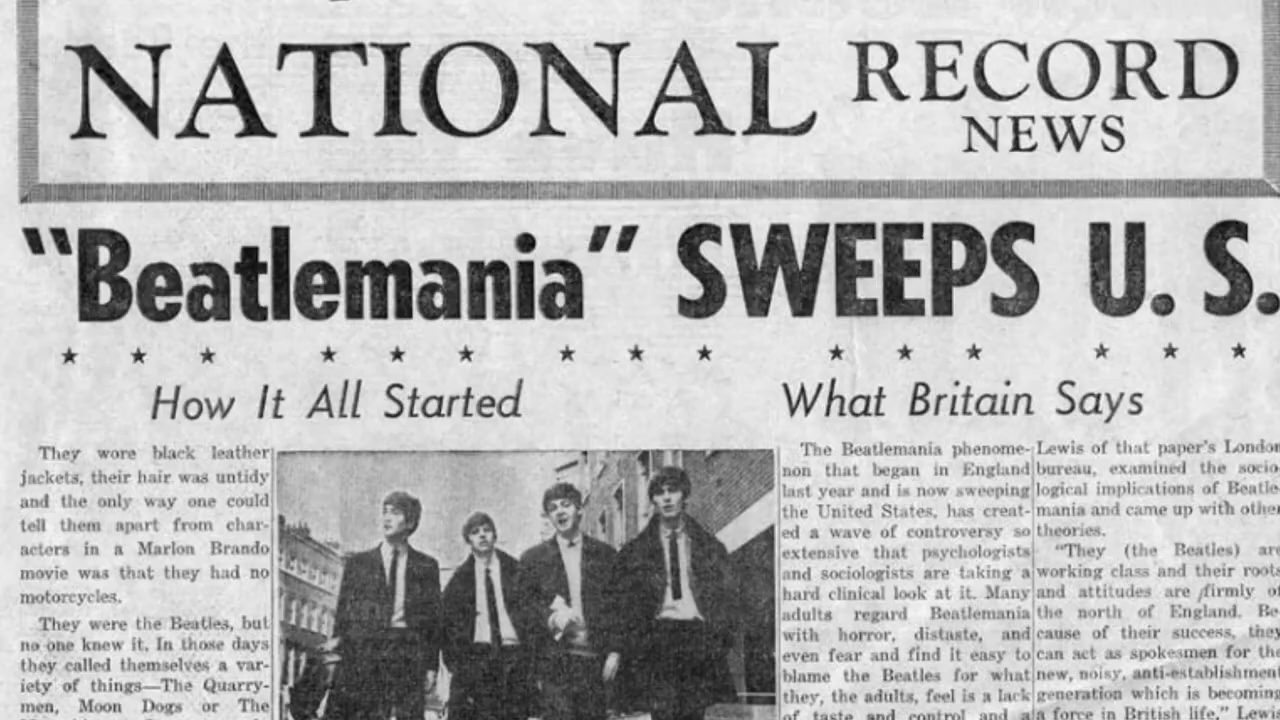 NATIONAL RECORD
NEWS
"Beatlemania" SWEEPS U. S.
How It All Started
They wore black leather
jackets, their hair was untidy
and the only way one could
tell them apart from char-
acters in a Marlon Brando
movie was that they had no
motorcycles.
They were the Beatles, but
no one knew it. In those days
they called themselves a var-
iety of things—The Quarry-
men, Moon Dogs or The
What Britain Says
The Beatlemania phenome-
non that began in England
last year and is now sweeping
the United States, has creat-
ed a wave of controversy so
extensive that psychologists
and sociologists are taking a
hard clinical look at it. Many
adults regard Beatlemania
with horror, distaste, and
even fear and find it easy to
blame the Beatles for what
they, the adults, feel is a lack
of taste and control and a
Lewis of that paper's London
bureau, examined the socio
logical implications of Beatle
mania and came up with other
theories.
"They (the Beatles) are
working class and their roots
and attitudes are firmly of
the north of England. Be
cause of their success, they
can act as spokesmen for the
new, noisy, anti-establishment
generation which is becoming
a force in British life." Lewis